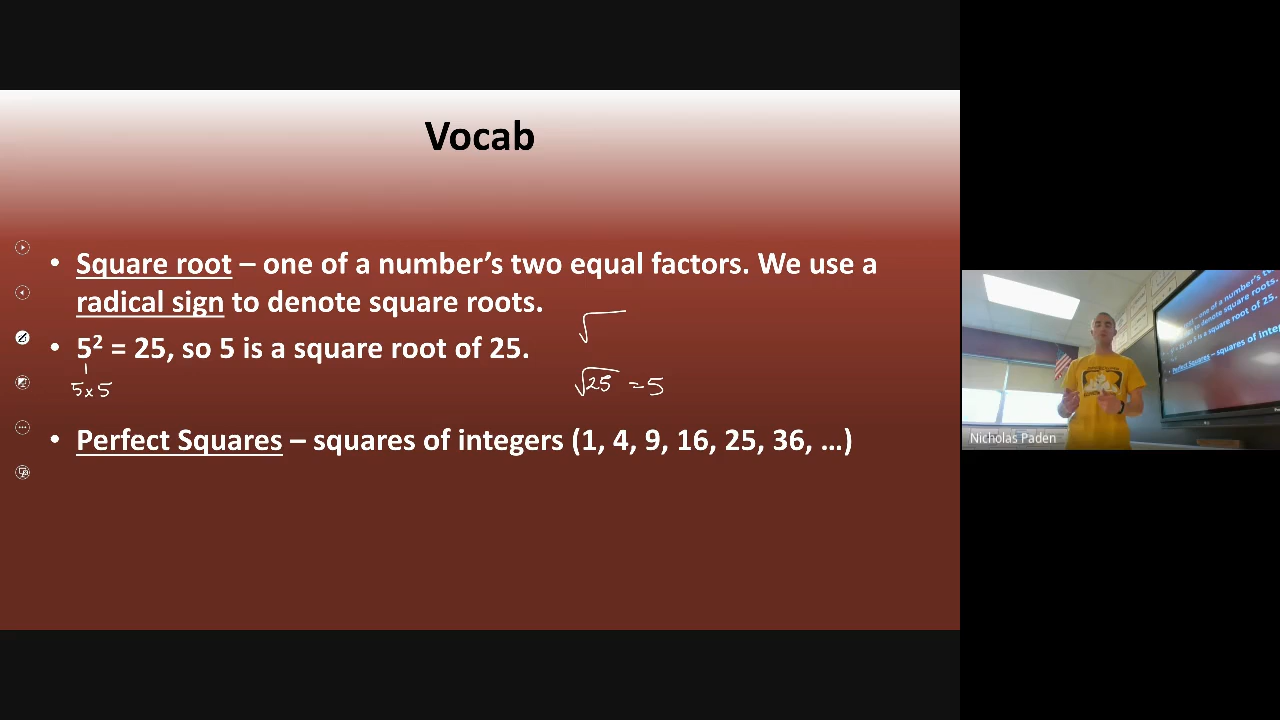 Vocab
• Square root – one of a number’s two equal factors. We use a
radical sign to denote square roots.
√
• 5² = 25, so 5 is a square root of 25.
5x5
√25 = 5
• Perfect Squares – squares of integers (1, 4, 9, 16, 25, 36, …)
Nicholas Paden